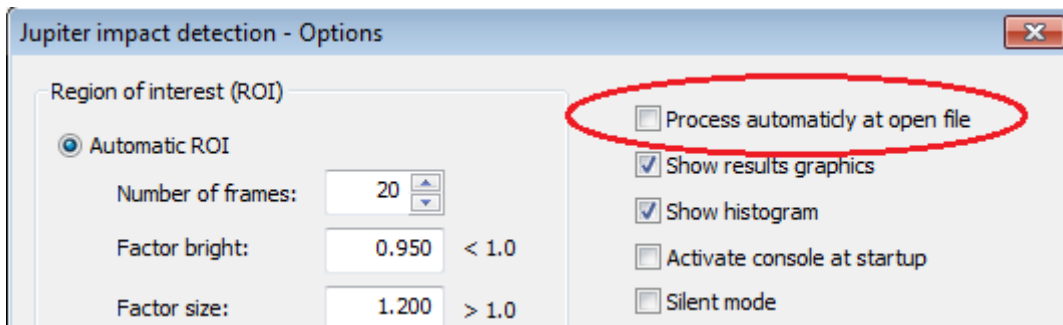 Jupiter impact detection - Options
Region of interest (ROI)
Automatic ROI
Number of frames: 20
Factor bright: 0.950 < 1.0
Factor size: 1.200 > 1.0
Process automaticly at open file
Show results graphics
Show histogram
Activate console at startup
Silent mode